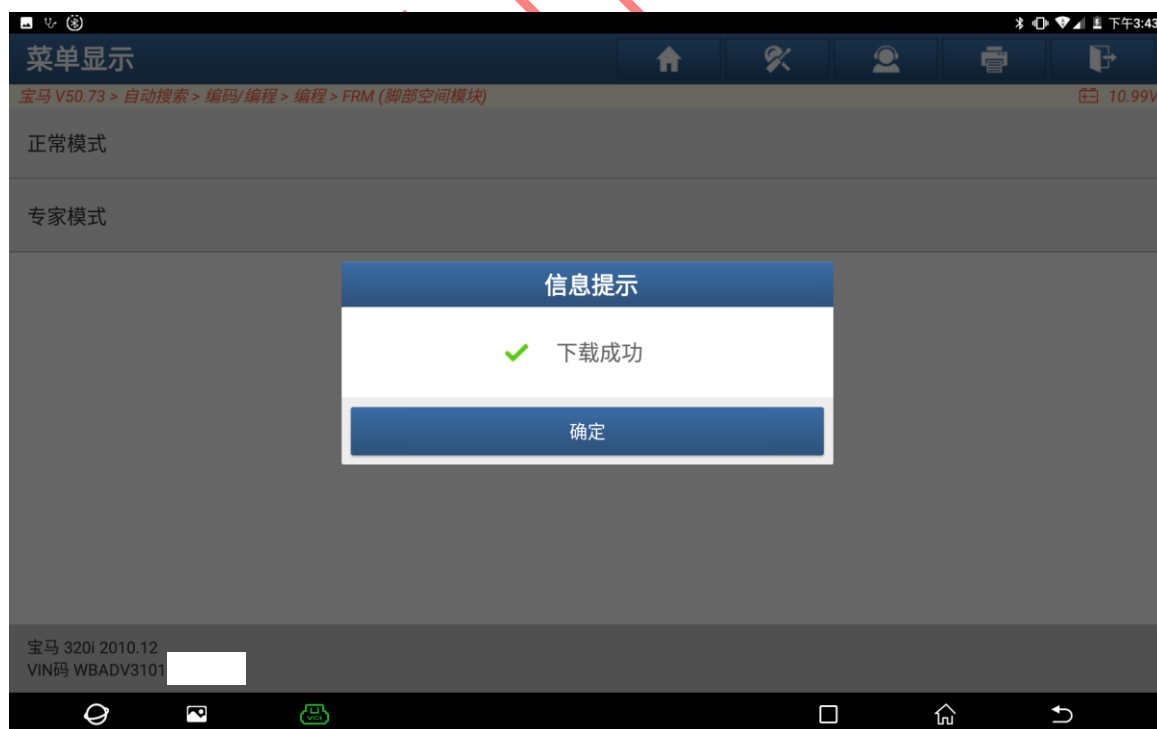 下午3:43
菜单显示
宝马 V50.73 > 自动搜索 > 编码/编程 > 编程 > FRM (脚部空间模块)
10.99V
正常模式
专家模式
信息提示
下载成功
确定
宝马 320i 2010.12
VIN码 WBADV3101
VCI